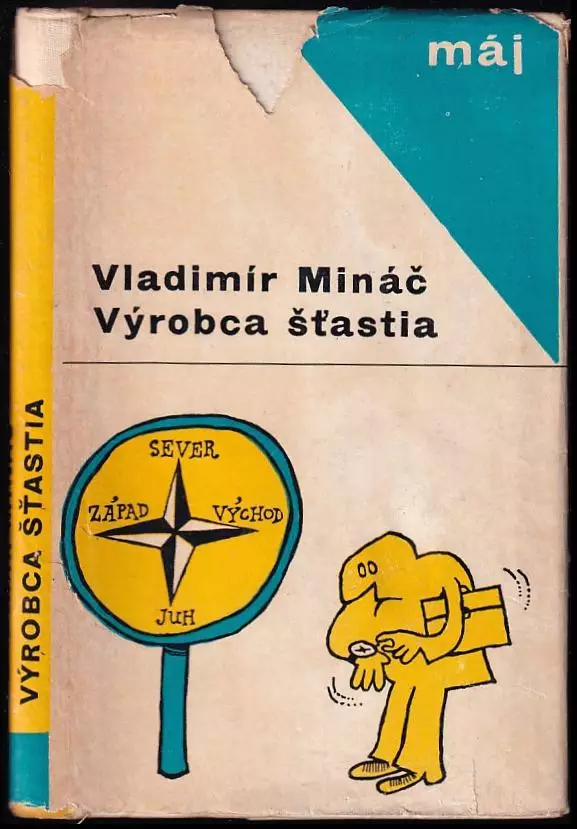 máj
Vladimír Mináč
Výrobca šťastia
SEVER
ZÁPAD VÝCHOD
JUH
VÝROBCA ŠŤASTIA